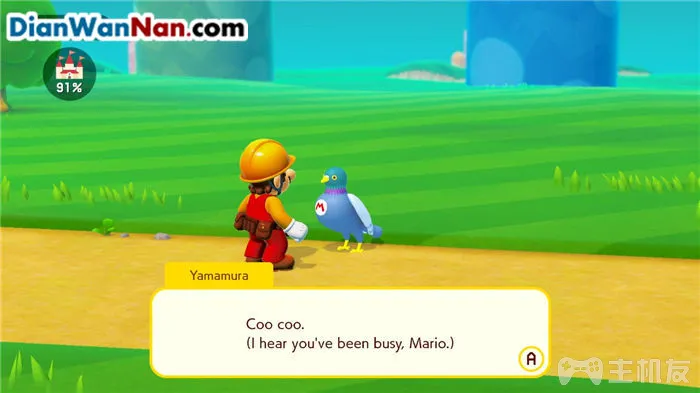 DianWanNan.com
91%
M
Yamamura
Coo coo.
(I hear you've been busy, Mario.)
A
主机友